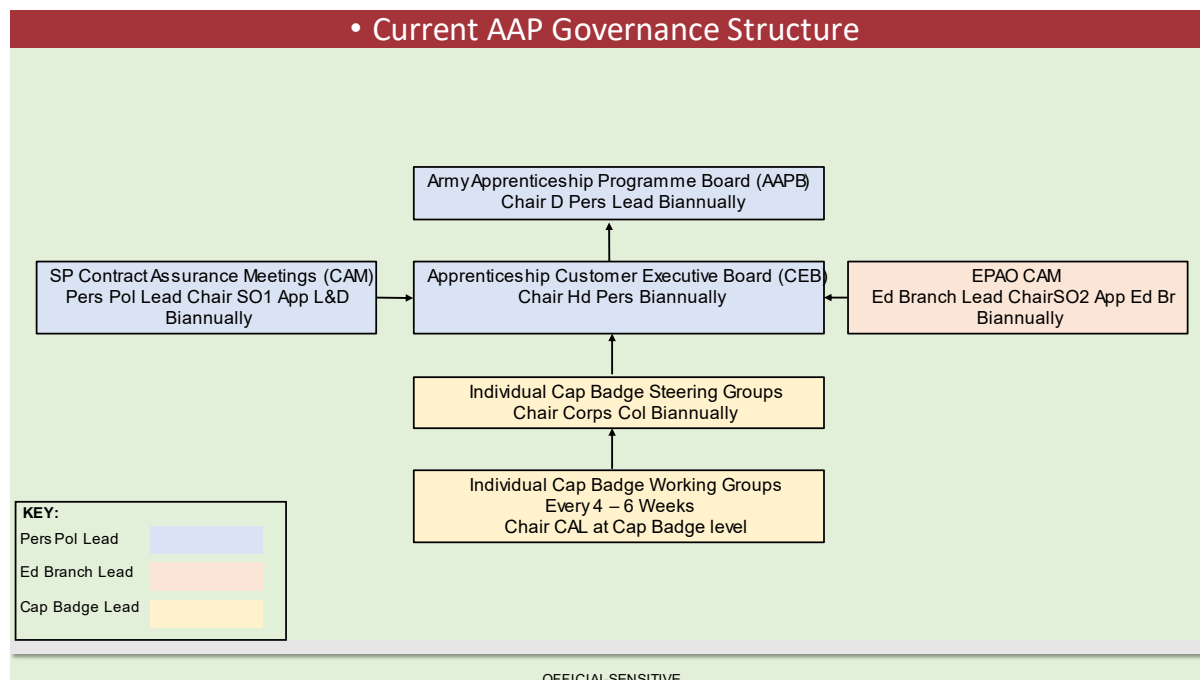 • Current AAP Governance Structure
Army Apprenticeship Programme Board (AAPB)
Chair D Pers Lead Biannually
SP Contract Assurance Meetings (CAM)
Pers Pol Lead Chair SO1 App L&D
Biannually
Apprenticeship Customer Executive Board (CEB)
Chair Hd Pers Biannually
EPAO CAM
Ed Branch Lead ChairSO2 App Ed Br
Biannually
Individual Cap Badge Steering Groups
Chair Corps Col Biannually
Individual Cap Badge Working Groups
Every 4 – 6 Weeks
Chair CAL at Cap Badge level
KEY:
Pers Pol Lead
Ed Branch Lead
Cap Badge Lead
OFFICIAL-SENSITIVE